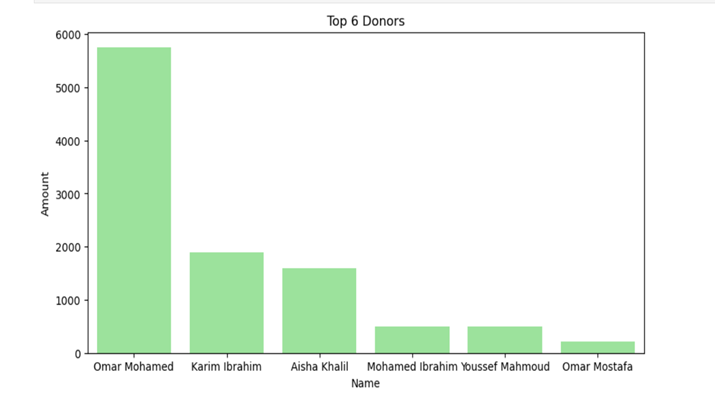 Top 6 Donors
6000
5000
4000
3000
2000
1000
0
Amount
Omar Mohamed Karim Ibrahim Aisha Khalil Mohamed Ibrahim Youssef Mahmoud Omar Mostafa
Name